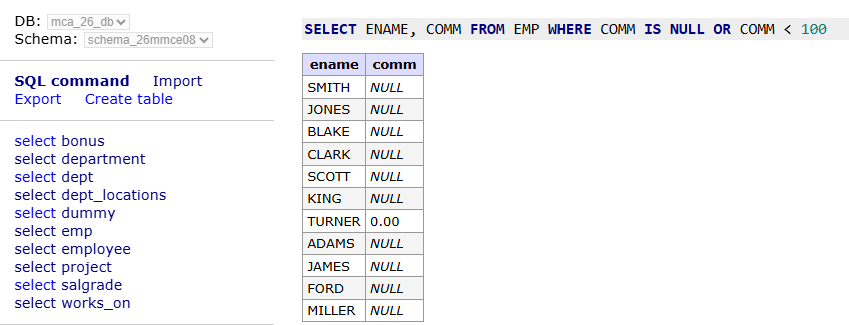 DB: mca_26_db
Schema: schema_26mmce08
SQL command Import
Export Create table
select bonus
select department
select dept
select dept_locations
select dummy
select emp
select employee
select project
select salgrade
select works_on
SELECT ENAME, COMM FROM EMP WHERE COMM IS NULL OR COMM < 100
ename comm
SMITH NULL
JONES NULL
BLAKE NULL
CLARK NULL
SCOTT NULL
KING NULL
TURNER 0.00
ADAMS NULL
JAMES NULL
FORD NULL
MILLER NULL